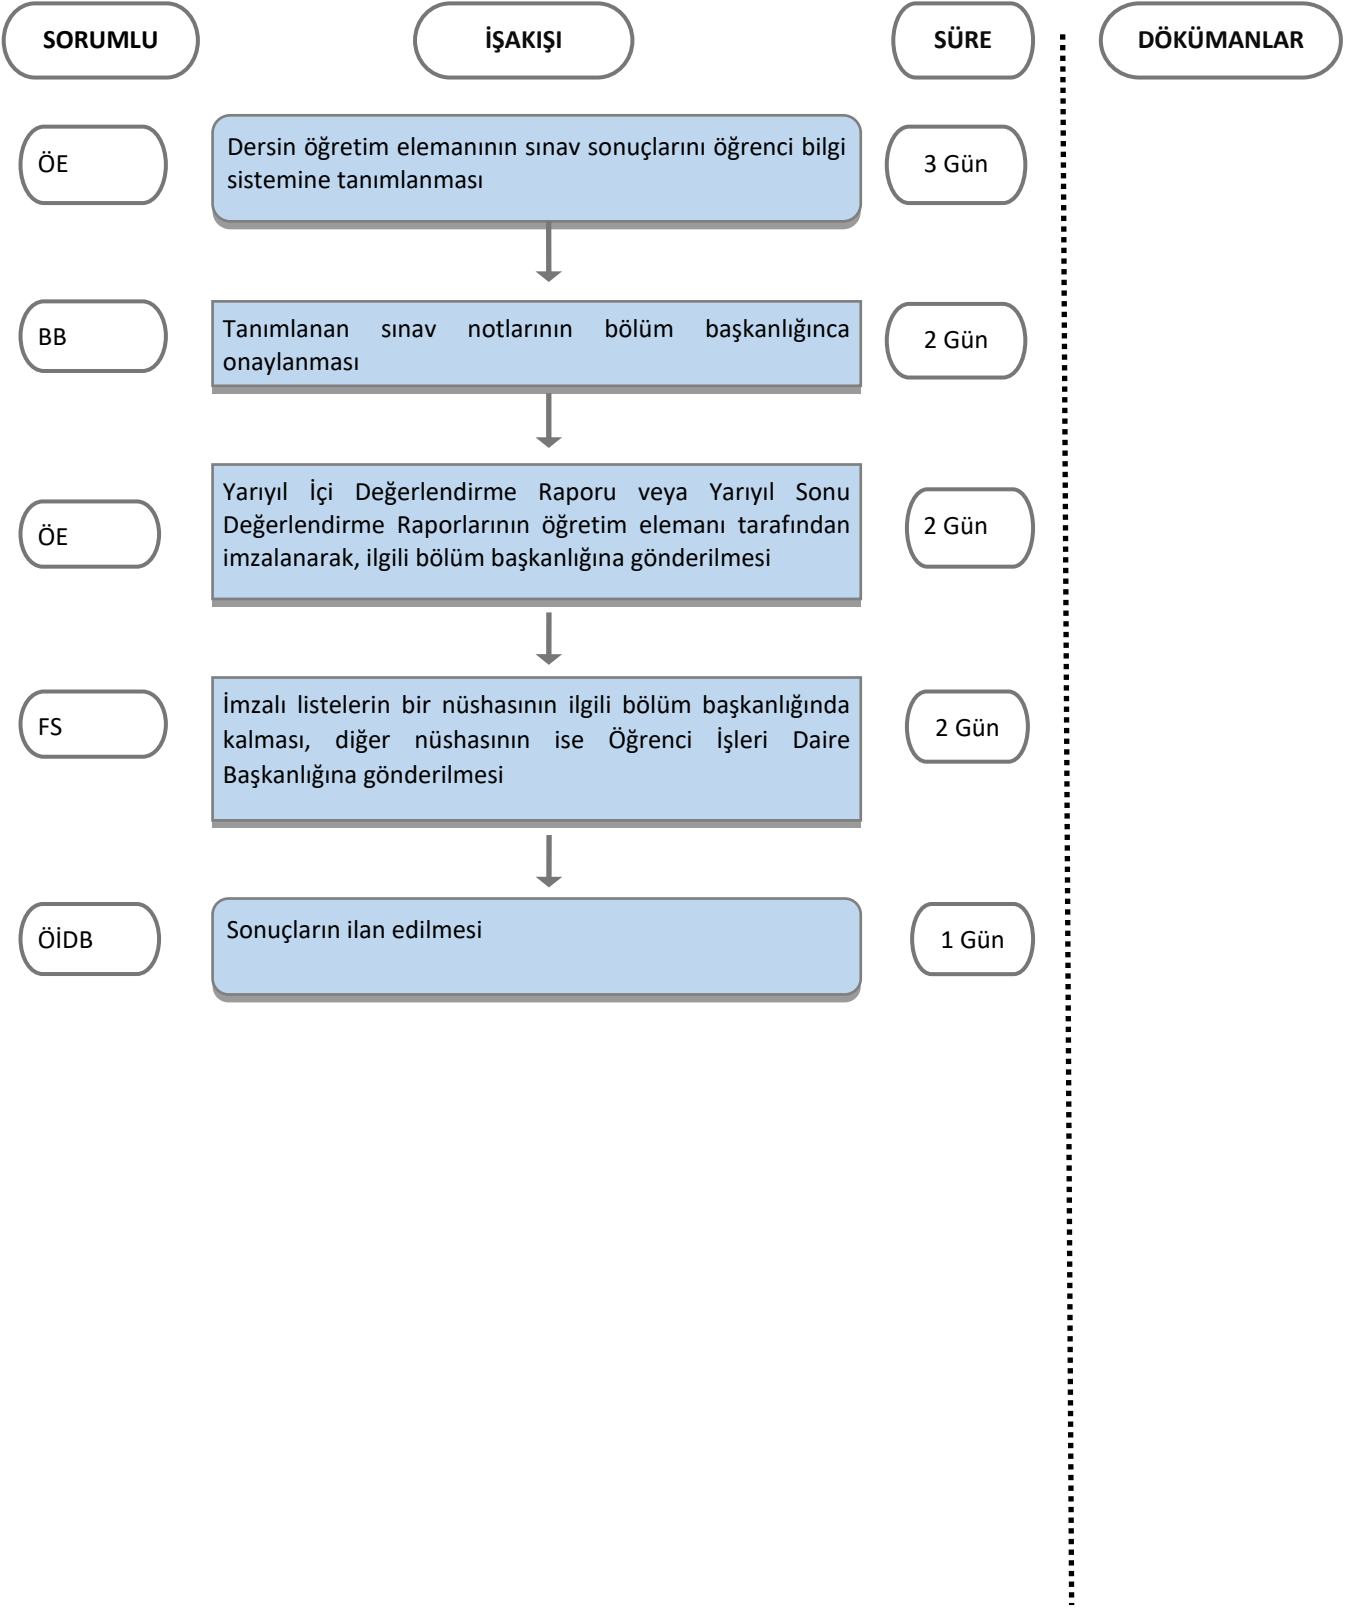 SORUMLU
İŞAKIŞI
SÜRE
DÖKÜMANLAR
ÖE
Dersin öğretim elemanının sınav sonuçlarını öğrenci bilgi
sistemine tanımlanması
3 Gün
BB
Tanımlanan sınav notlarının bölüm başkanlığınca
onaylanması
2 Gün
ÖE
Yarıyıl İçi Değerlendirme Raporu veya Yarıyıl Sonu
Değerlendirme Raporlarının öğretim elemanı tarafından
imzalanarak, ilgili bölüm başkanlığına gönderilmesi
2 Gün
FS
İmzalı listelerin bir nüshasının ilgili bölüm başkanlığında
kalması, diğer nüshasının ise Öğrenci İşleri Daire
Başkanlığına gönderilmesi
2 Gün
ÖİDB
Sonuçların ilan edilmesi
1 Gün